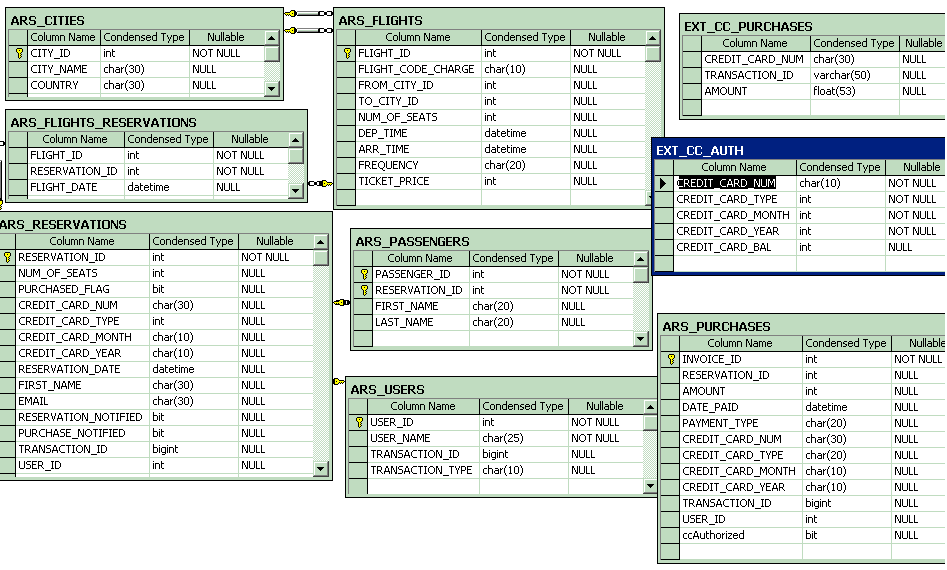 ARS_CITIES
Column Name Condensed Type Nullable
CITY_ID int NOT NULL
CITY_NAME char(30) NULL
COUNTRY char(30) NULL
ARS_FLIGHTS
Column Name Condensed Type Nullable
FLIGHT_ID int NOT NULL
FLIGHT_CODE_CHARGE char(10) NULL
FROM_CITY_ID int NULL
TO_CITY_ID int NULL
NUM_OF_SEATS int NULL
DEP_TIME datetime NULL
ARR_TIME datetime NULL
FREQUENCY char(20) NULL
TICKET_PRICE int NULL
EXT_CC_PURCHASES
Column Name Condensed Type Nullable
CREDIT_CARD_NUM char(30) NULL
TRANSACTION_ID varchar(50) NULL
AMOUNT float(53) NULL
ARS_FLIGHTS_RESERVATIONS
Column Name Condensed Type Nullable
FLIGHT_ID int NOT NULL
RESERVATION_ID int NOT NULL
FLIGHT_DATE datetime NULL
EXT_CC_AUTH
Column Name Condensed Type Nullable
CREDIT_CARD_NUM char(10) NOT NULL
CREDIT_CARD_TYPE int NOT NULL
CREDIT_CARD_MONTH int NOT NULL
CREDIT_CARD_YEAR int NOT NULL
CREDIT_CARD_BAL int NULL
ARS_RESERVATIONS
Column Name Condensed Type Nullable
RESERVATION_ID int NOT NULL
NUM_OF_SEATS int NULL
PURCHASED_FLAG bit NULL
CREDIT_CARD_NUM char(30) NULL
CREDIT_CARD_TYPE int NULL
CREDIT_CARD_MONTH char(10) NULL
CREDIT_CARD_YEAR char(10) NULL
RESERVATION_DATE datetime NULL
FIRST_NAME char(30) NULL
EMAIL char(30) NULL
RESERVATION_NOTIFIED bit NULL
PURCHASE_NOTIFIED bit NULL
TRANSACTION_ID bigint NULL
USER_ID int NULL
ARS_PASSENGERS
Column Name Condensed Type Nullable
PASSENGER_ID int NOT NULL
RESERVATION_ID int NOT NULL
FIRST_NAME char(20) NULL
LAST_NAME char(20) NULL
ARS_USERS
Column Name Condensed Type Nullable
USER_ID int NOT NULL
USER_NAME char(25) NOT NULL
TRANSACTION_ID bigint NULL
TRANSACTION_TYPE char(10) NULL
ARS_PURCHASES
Column Name Condensed Type Nullable
INVOICE_ID int NOT NULL
RESERVATION_ID int NULL
AMOUNT int NULL
DATE_PAID datetime NULL
PAYMENT_TYPE char(20) NULL
CREDIT_CARD_NUM char(30) NULL
CREDIT_CARD_TYPE char(20) NULL
CREDIT_CARD_MONTH char(10) NULL
CREDIT_CARD_YEAR char(10) NULL
TRANSACTION_ID bigint NULL
USER_ID int NULL
ccAuthorized bit NULL